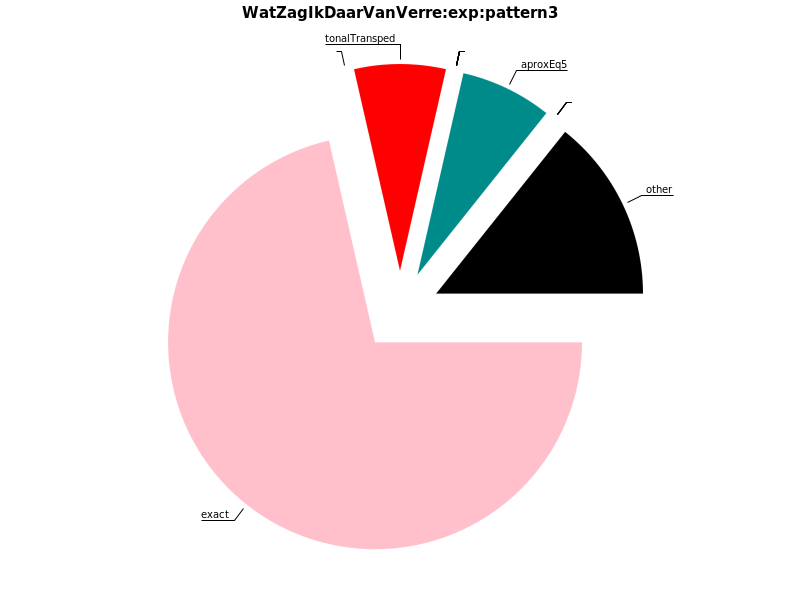 WatZagIkDaarVanVerre:exp:pattern3
tonalTransped
aproxEq5
other
exact